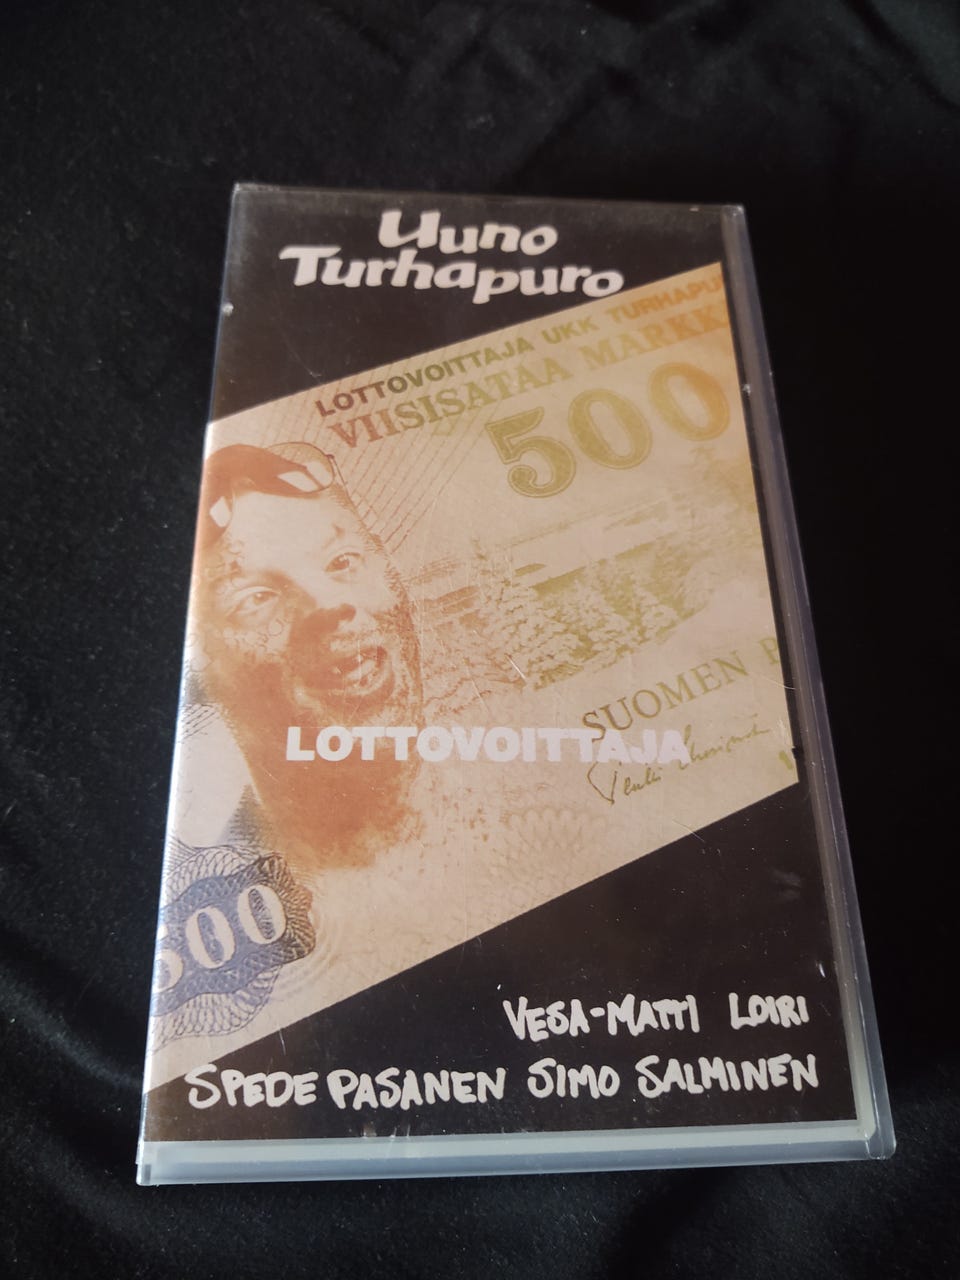 Uuno
Turhapuro
LOTTOVOITTAJA UKK TURHAPU
VIISISATAA MARKK
500
SUOMEN P
LOTTOVOITTAJA
500
VESA-MATTI LOIRI
SPEDE PASANEN SIMO SALMINEN